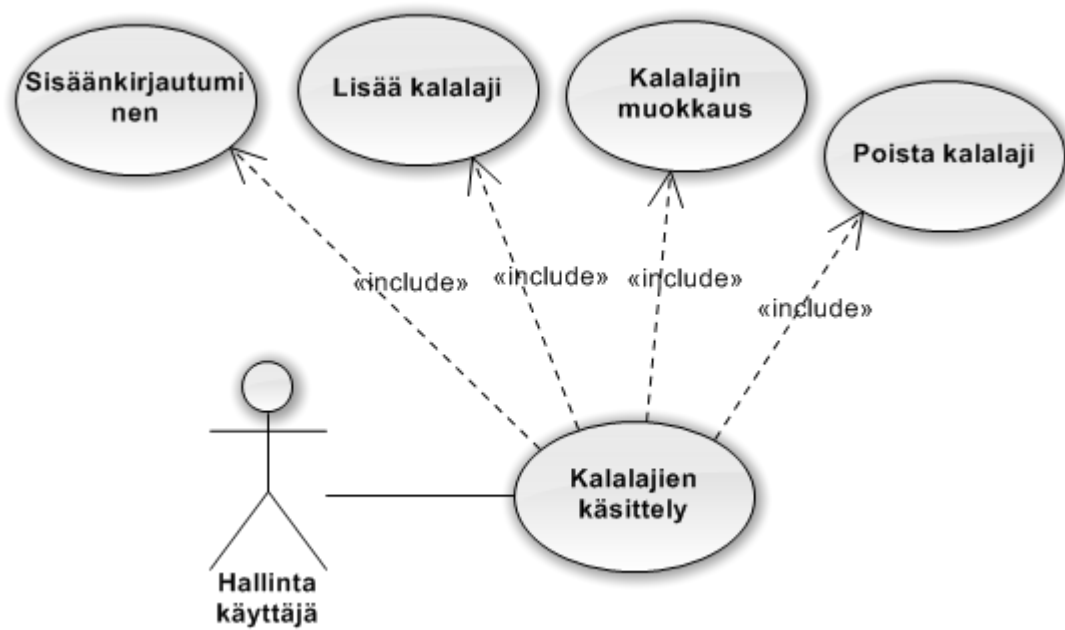 Sisäänkirjautumi
nen
Lisää kalalaji
Kalalajin
muokkaus
Poista kalalaji
«include»
«include»
«include»
«include»
Kalalajien
käsittely
Hallinta
käyttäjä